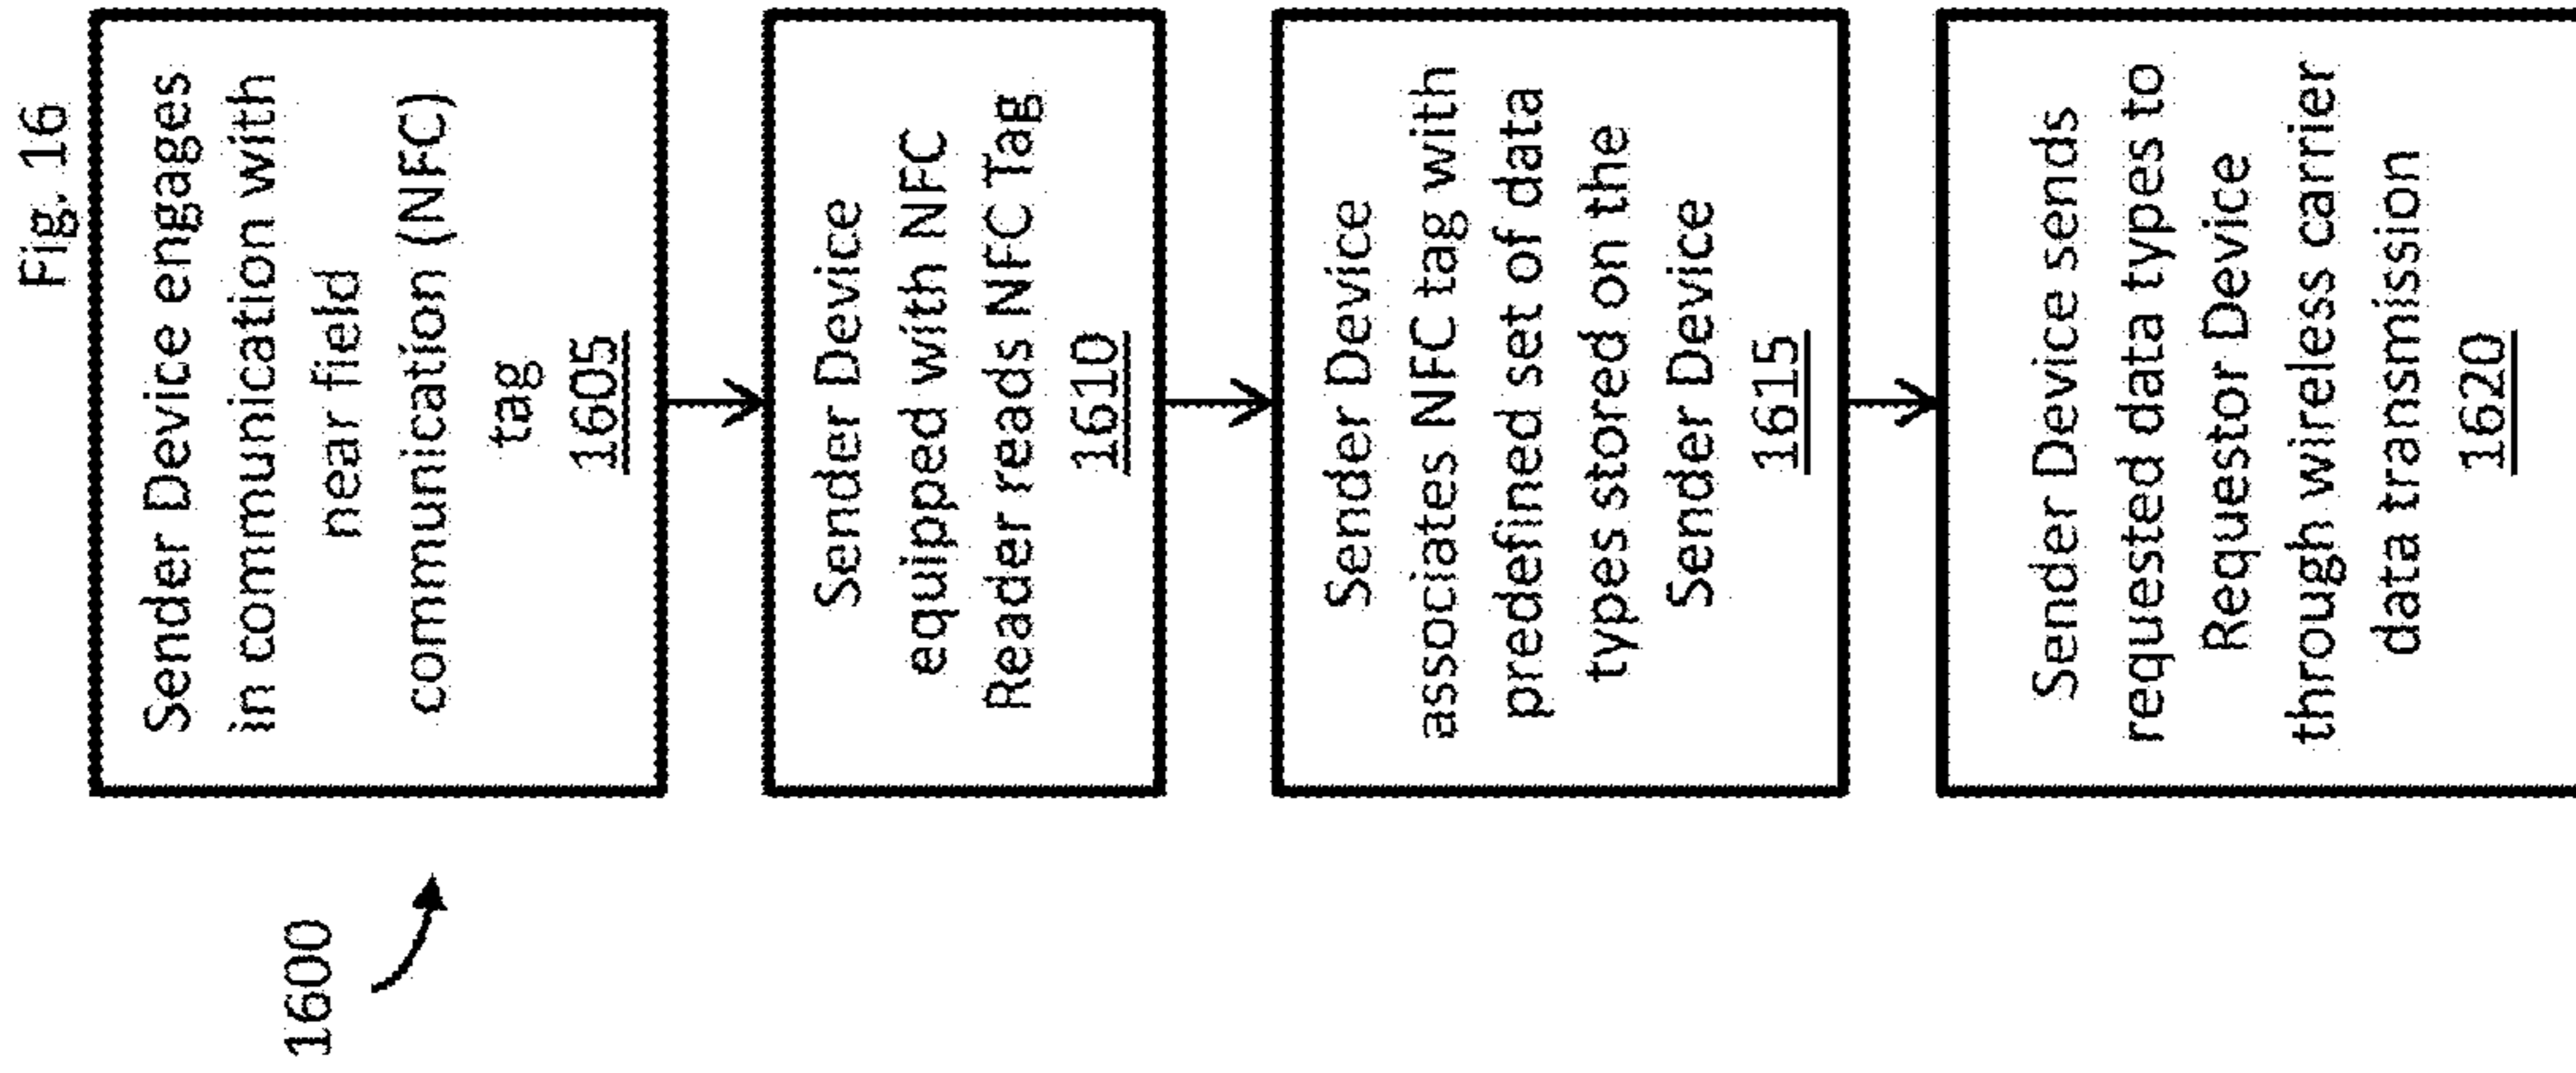 Fig. 16
1600
Sender Device engages
in communication with
near field
communication (NFC)
tag
1605
Sender Device
equipped with NFC
Reader reads NFC Tag
1610
Sender Device
associates NFC tag with
predefined set of data
types stored on the
Sender Device
1615
Sender Device sends
requested data types to
Requestor Device
through wireless carrier
data transmission
1620